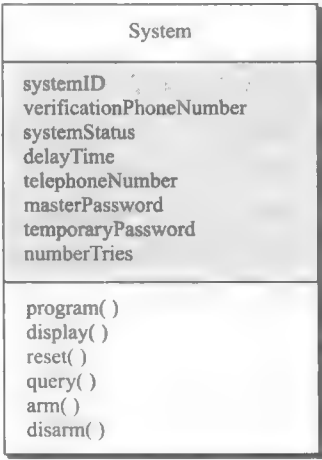 System
systemID
verificationPhoneNumber
systemStatus
delayTime
telephoneNumber
masterPassword
temporaryPassword
numberTries
program( )
display( )
reset( )
query( )
arm( )
disarm( )